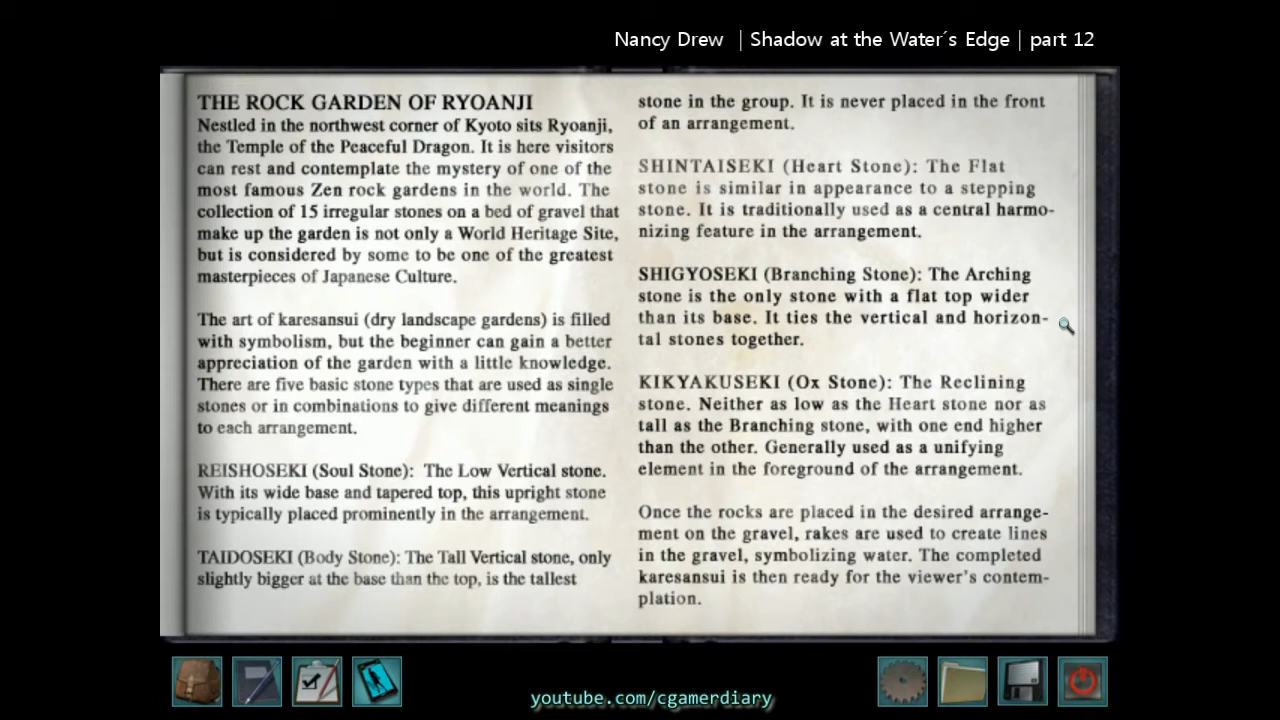 Nancy Drew | Shadow at the Water´s Edge | part 12
THE ROCK GARDEN OF RYOANJI
Nestled in the northwest corner of Kyoto sits Ryoanji,
the Temple of the Peaceful Dragon. It is here visitors
can rest and contemplate the mystery of one of the
most famous Zen rock gardens in the world. The
collection of 15 irregular stones on a bed of gravel that
make up the garden is not only a World Heritage Site,
but is considered by some to be one of the greatest
masterpieces of Japanese Culture.
The art of karesansui (dry landscape gardens) is filled
with symbolism, but the beginner can gain a better
appreciation of the garden with a little knowledge.
There are five basic stone types that are used as single
stones or in combinations to give different meanings
to each arrangement.
REISHOSEKI (Soul Stone): The Low Vertical stone.
With its wide base and tapered top, this upright stone
is typically placed prominently in the arrangement.
TAIDOSEKI (Body Stone): The Tall Vertical stone, only
slightly bigger at the base than the top, is the tallest
stone in the group. It is never placed in the front
of an arrangement.
SHINTAISEKI (Heart Stone): The Flat
stone is similar in appearance to a stepping
stone. It is traditionally used as a central harmo-
nizing feature in the arrangement.
SHIGYOSEKI (Branching Stone): The Arching
stone is the only stone with a flat top wider
than its base. It ties the vertical and horizon-
tal stones together.
KIKYAKUSEKI (Ox Stone): The Reclining
stone. Neither as low as the Heart stone nor as
tall as the Branching stone, with one end higher
than the other. Generally used as a unifying
element in the foreground of the arrangement.
Once the rocks are placed in the desired arrange-
ment on the gravel, rakes are used to create lines
in the gravel, symbolizing water. The completed
karesansui is then ready for the viewer's contem-
plation.
youtube.com/cgamerdiary